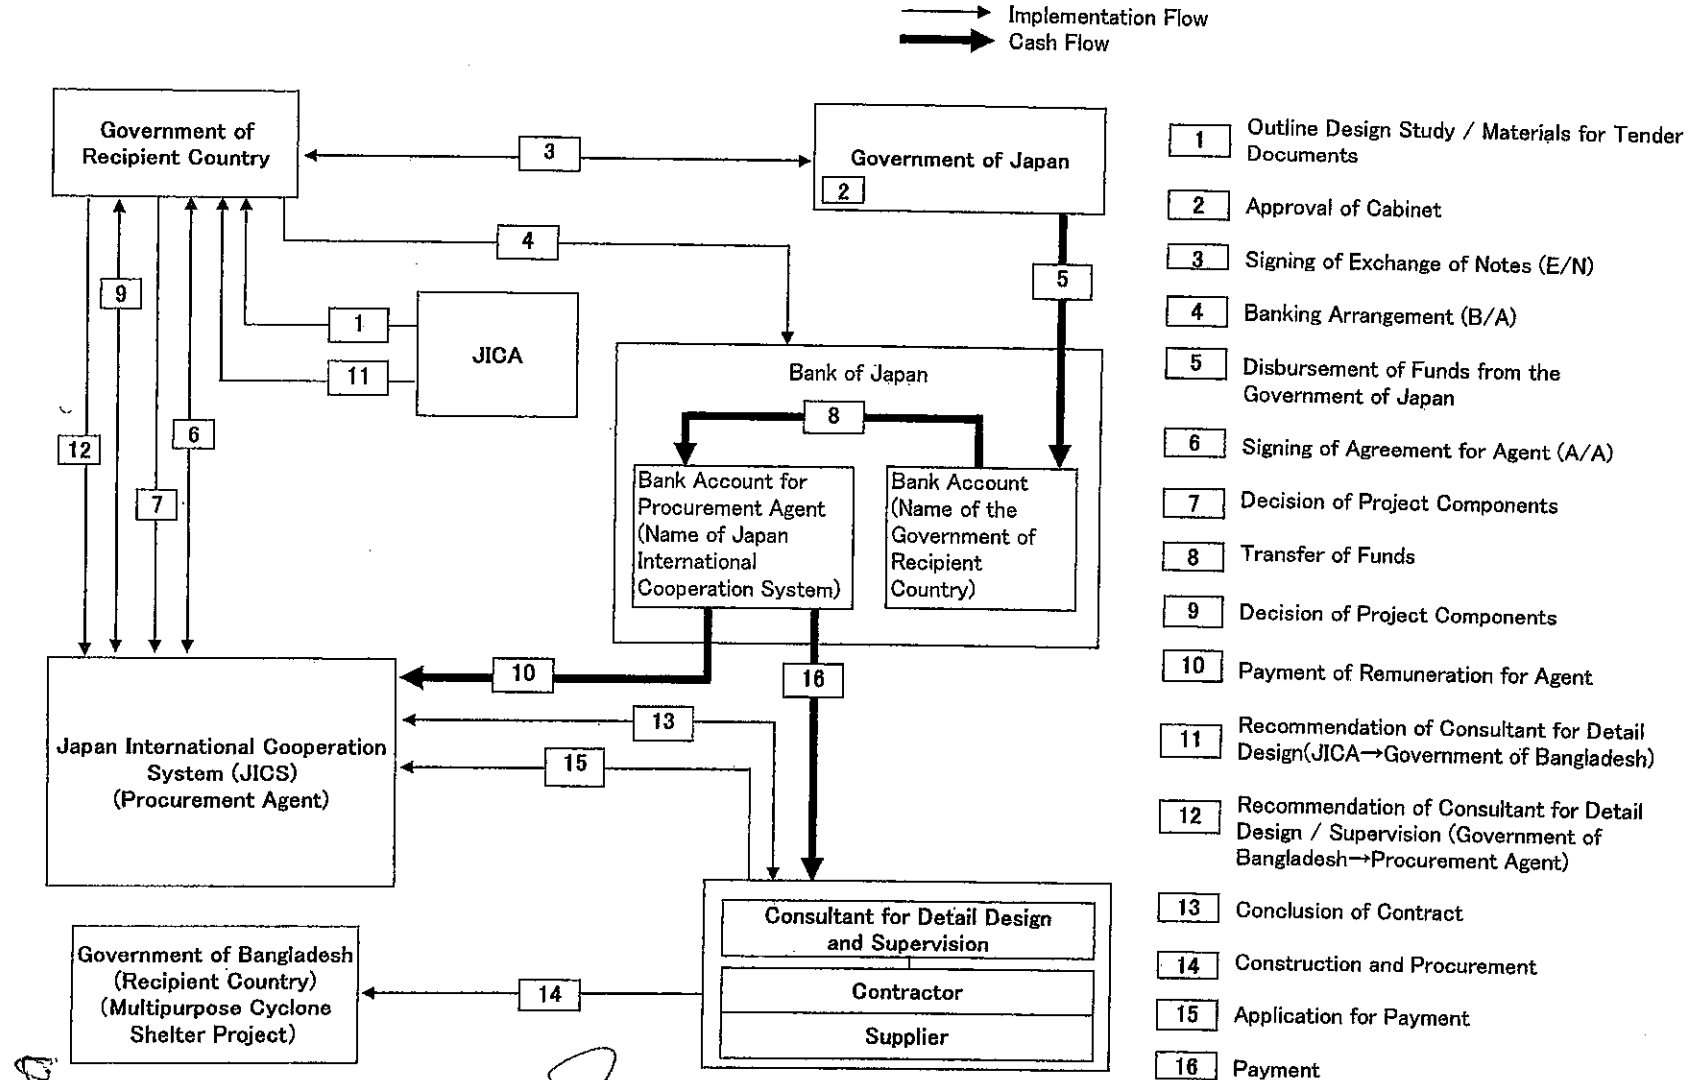 Implementation Flow
Cash Flow
Government of
Recipient Country
3
Government of Japan
2
4
5
9
1
JICA
11
12
6
7
Bank of Japan
8
Bank Account for
Procurement Agent
(Name of Japan
International
Cooperation System)
Bank Account
(Name of the
Government of
Recipient
Country)
10
16
13
15
Japan International Cooperation
System (JICS)
(Procurement Agent)
Consultant for Detail Design
and Supervision
Contractor
Supplier
14
Government of Bangladesh
(Recipient Country)
(Multipurpose Cyclone
Shelter Project)
1 Outline Design Study / Materials for Tender
Documents
2 Approval of Cabinet
3 Signing of Exchange of Notes (E/N)
4 Banking Arrangement (B/A)
5 Disbursement of Funds from the
Government of Japan
6 Signing of Agreement for Agent (A/A)
7 Decision of Project Components
8 Transfer of Funds
9 Decision of Project Components
10 Payment of Remuneration for Agent
11 Recommendation of Consultant for Detail
Design(JICA→Government of Bangladesh)
12 Recommendation of Consultant for Detail
Design / Supervision (Government of
Bangladesh→Procurement Agent)
13 Conclusion of Contract
14 Construction and Procurement
15 Application for Payment
16 Payment